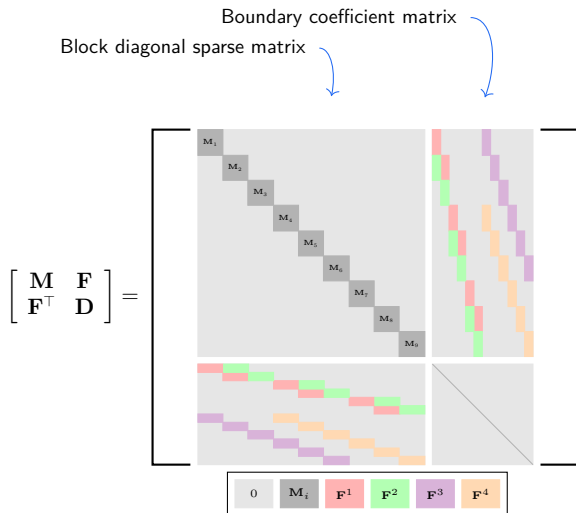 Boundary coefficient matrix
Block diagonal sparse matrix
M₁
M₂
M₃
M₄
M₅
M₆
M₇
M₈
M₉
[ M F
F⊤ D ] =
0 Mᵢ F¹ F² F³ F⁴